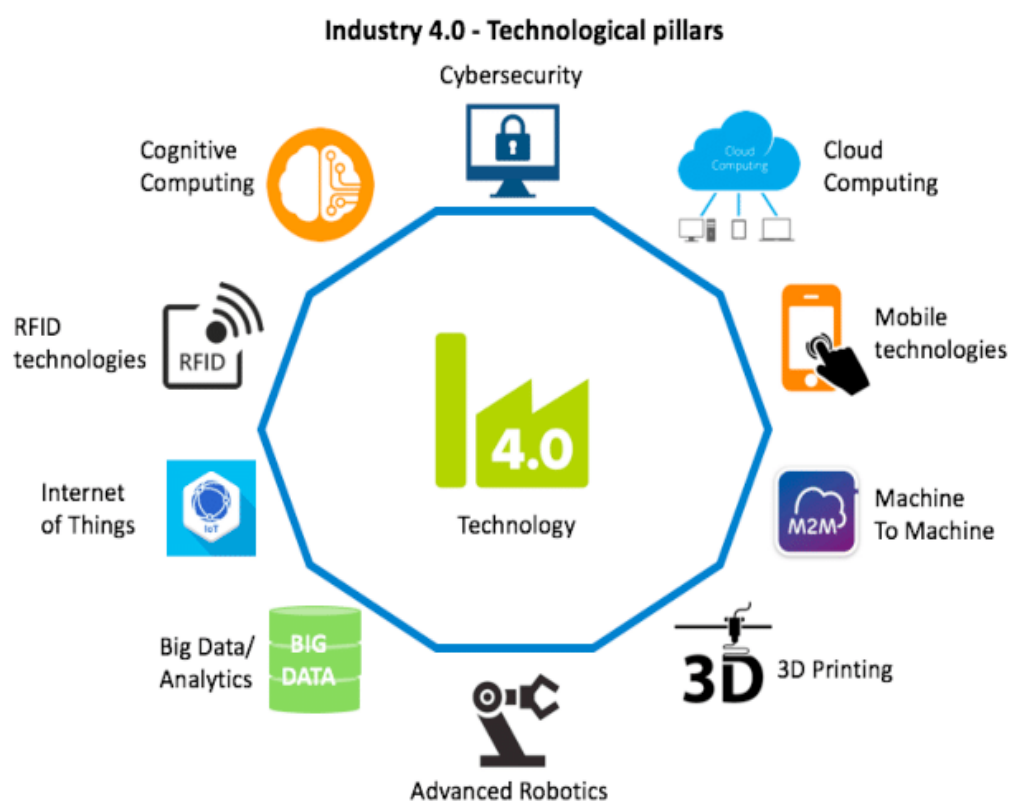 Industry 4.0 - Technological pillars
Cybersecurity
Cognitive
Computing
Cloud
Computing
Cloud
Computing
RFID
technologies
RFID
Mobile
technologies
4.0
Technology
Internet
of Things
IoT
M2M
Machine
To Machine
Big Data/
Analytics
BIG
DATA
3D
3D Printing
Advanced Robotics